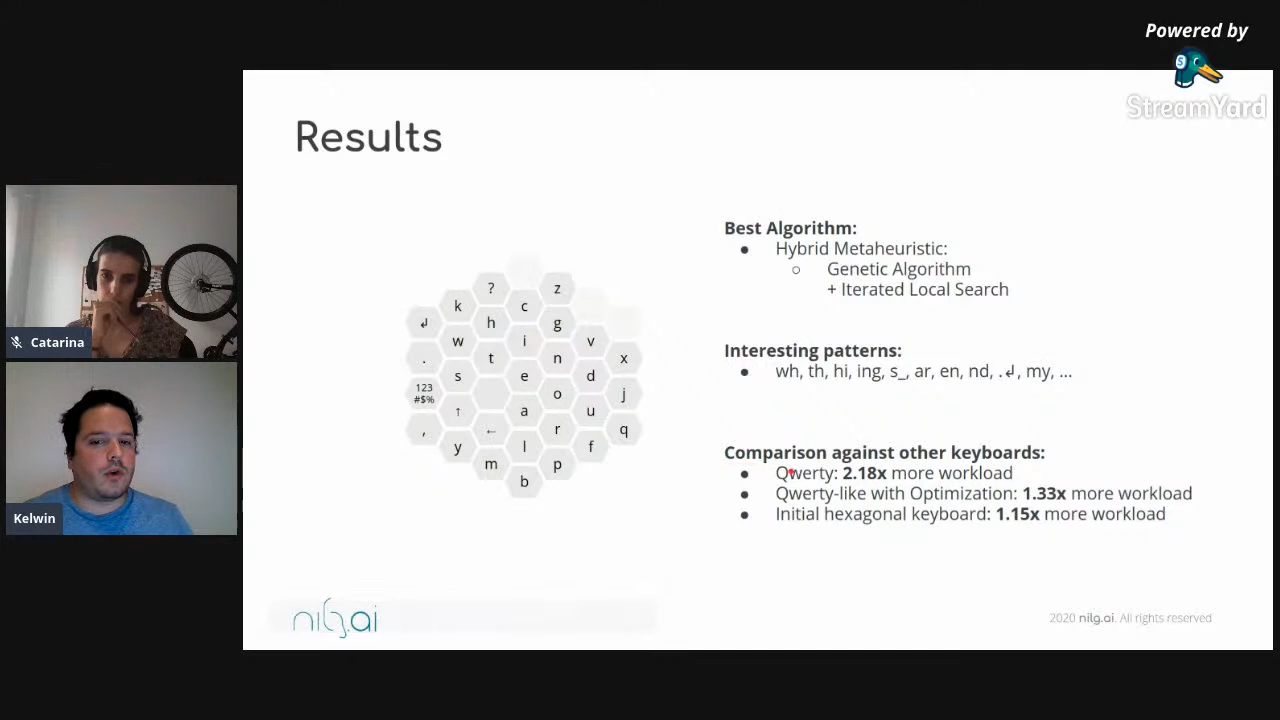 Powered by
StreamYard
Results
Catarina
Kelwin
? z
k c
↲ h g
w i v
. t n x
s e d
123 o j
#$%
↑ a u
, ← r q
y l f
m p
b
Best Algorithm:
● Hybrid Metaheuristic:
○ Genetic Algorithm
+ Iterated Local Search
Interesting patterns:
● wh, th, hi, ing, s_, ar, en, nd, .↲, my, ...
Comparison against other keyboards:
● Qwerty: 2.18x more workload
● Qwerty-like with Optimization: 1.33x more workload
● Initial hexagonal keyboard: 1.15x more workload
nilg.ai
2020 nilg.ai. All rights reserved